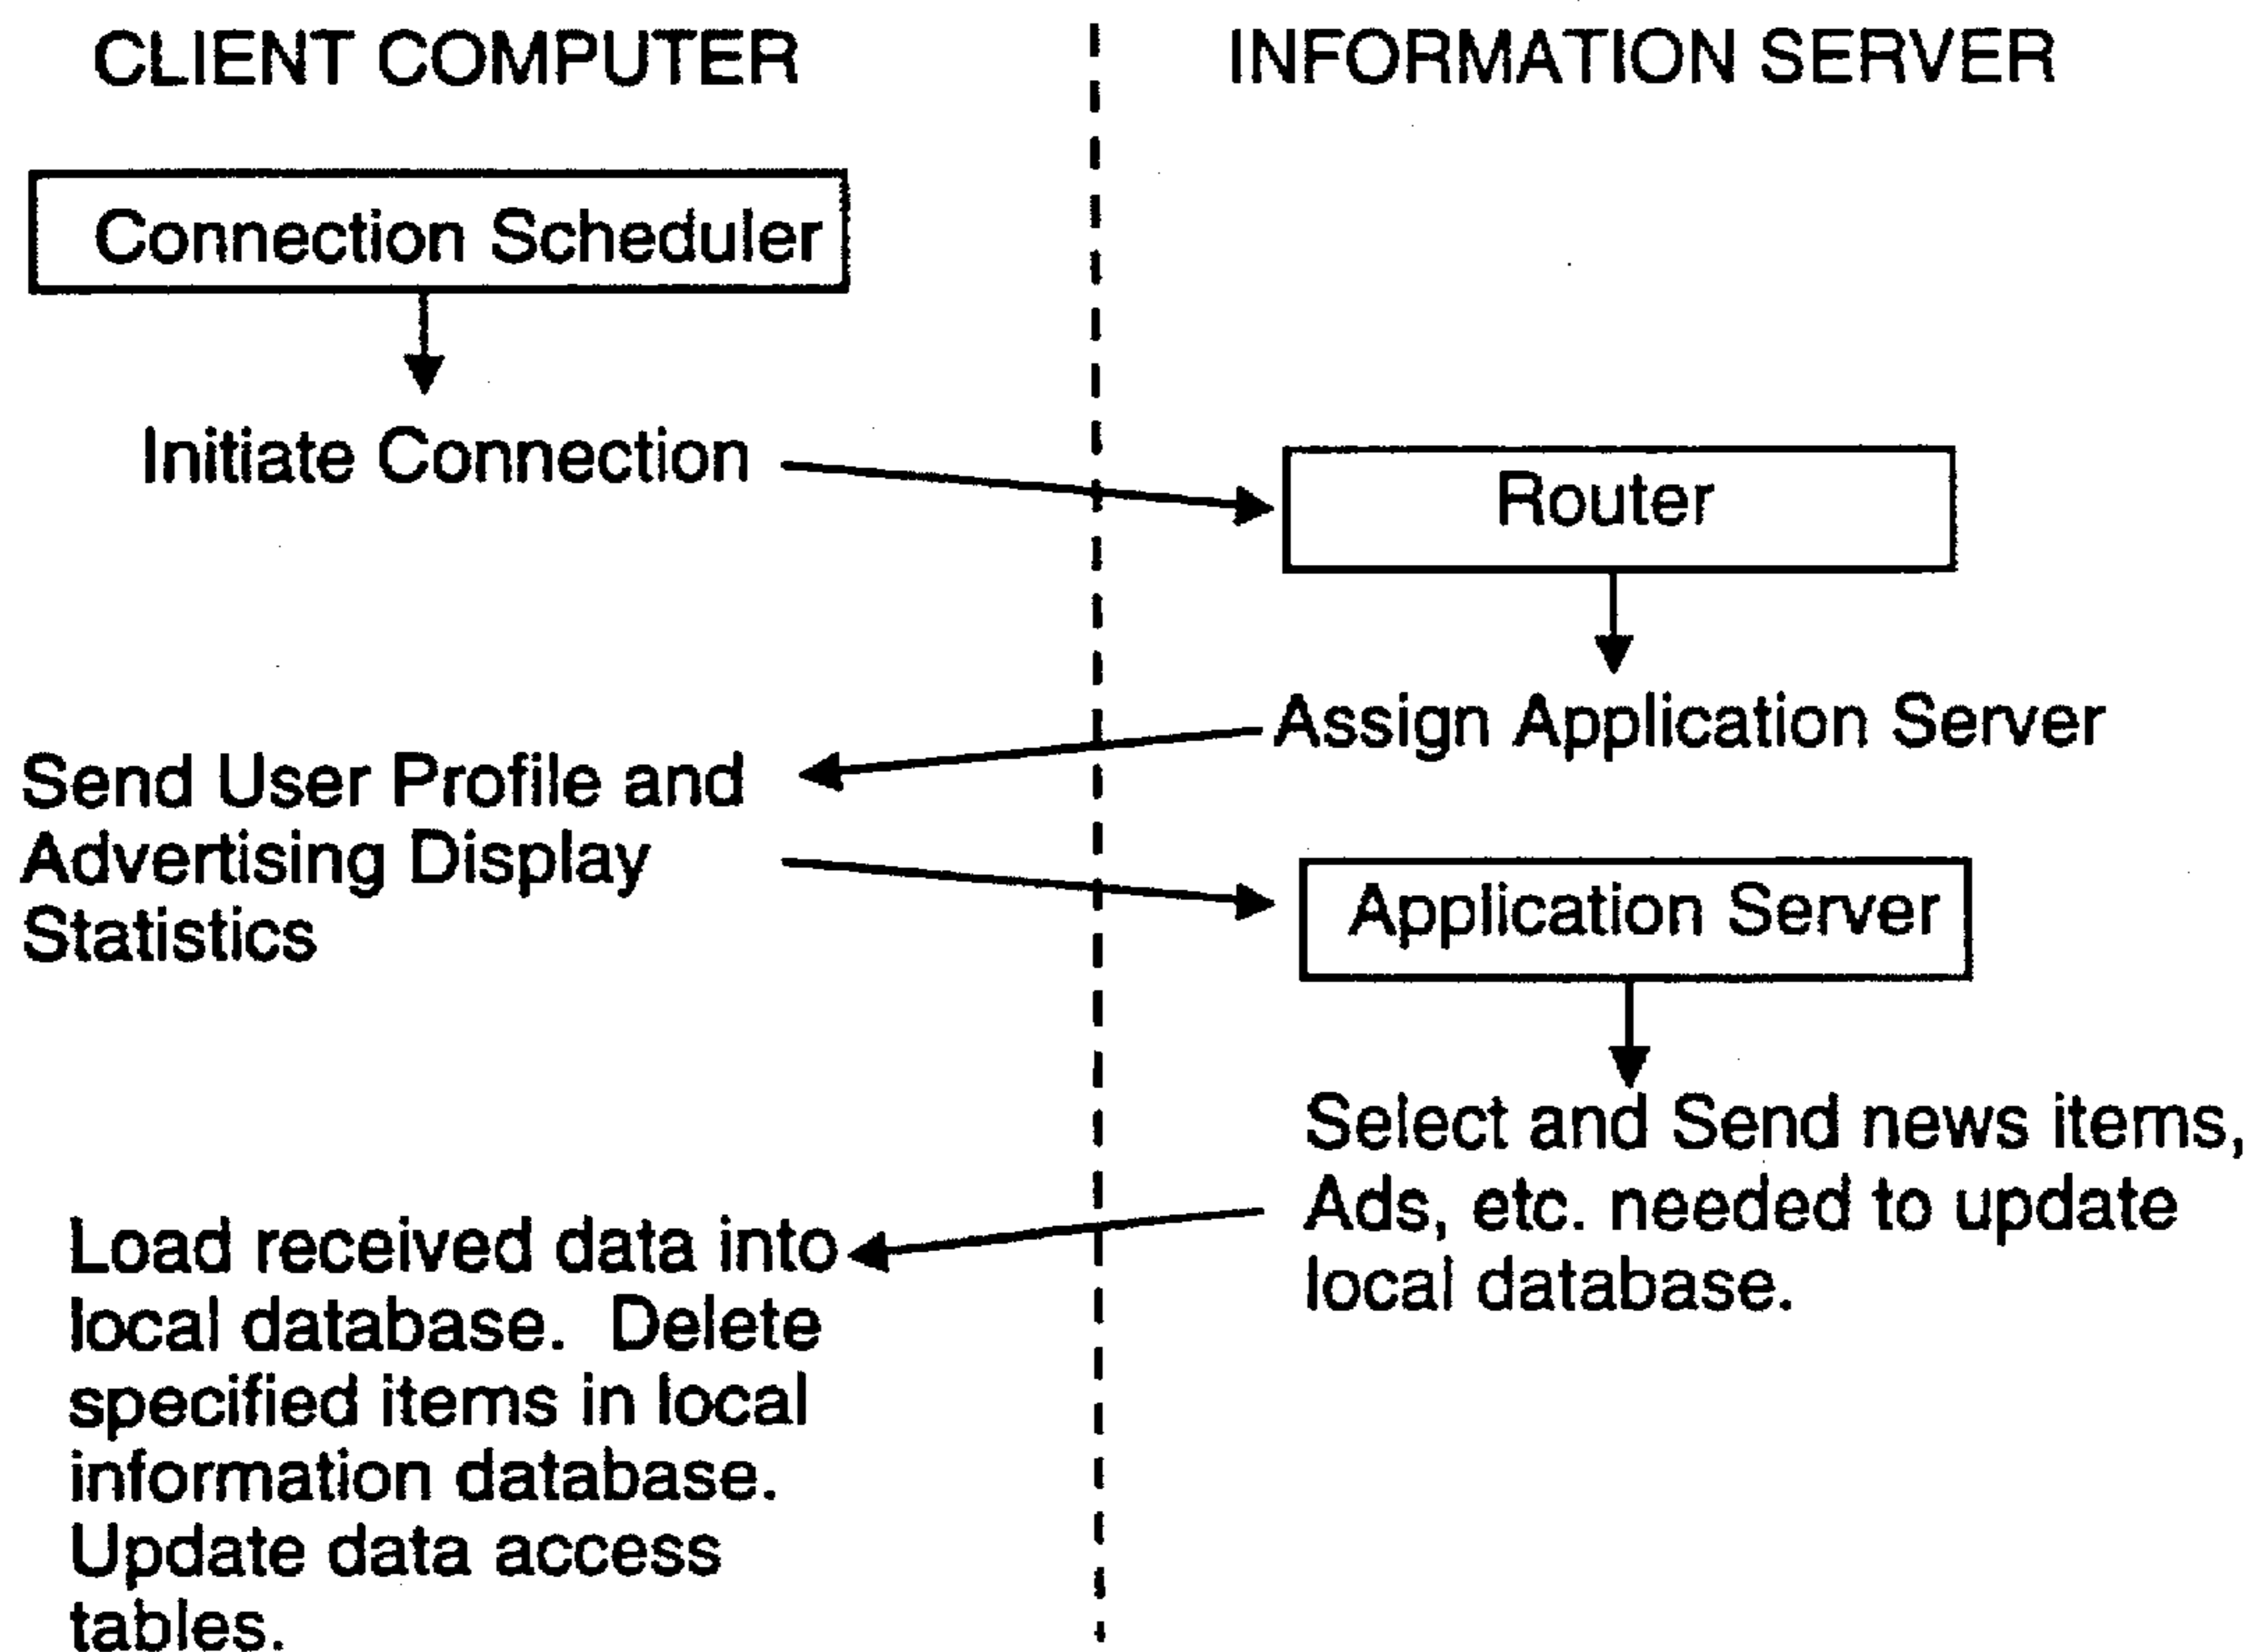 CLIENT COMPUTER
INFORMATION SERVER
Connection Scheduler
Initiate Connection
Router
Assign Application Server
Send User Profile and
Advertising Display
Statistics
Application Server
Select and Send news items,
Ads, etc. needed to update
local database.
Load received data into
local database. Delete
specified items in local
information database.
Update data access
tables.